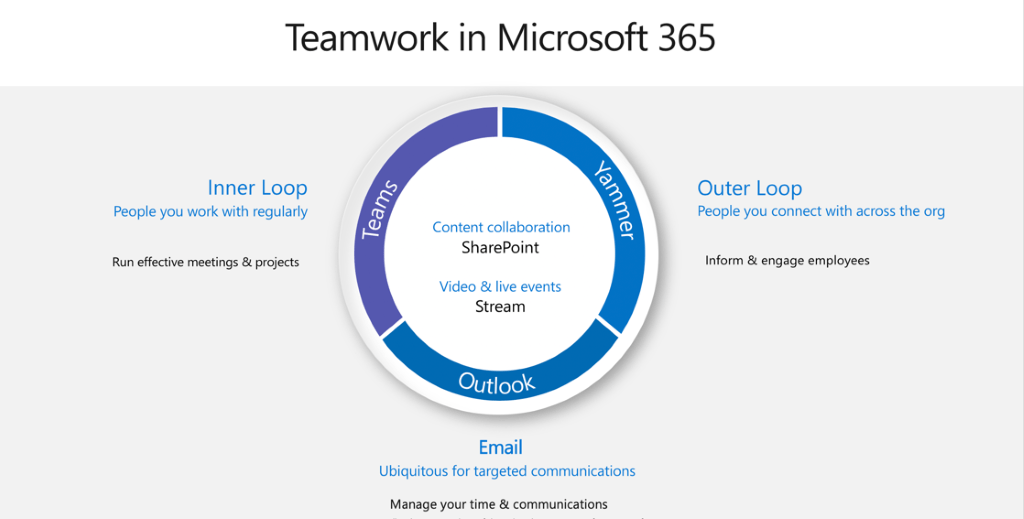 Teamwork in Microsoft 365
Inner Loop
People you work with regularly
Run effective meetings & projects
Teams
Yammer
Content collaboration
SharePoint
Video & live events
Stream
Outlook
Outer Loop
People you connect with across the org
Inform & engage employees
Email
Ubiquitous for targeted communications
Manage your time & communications